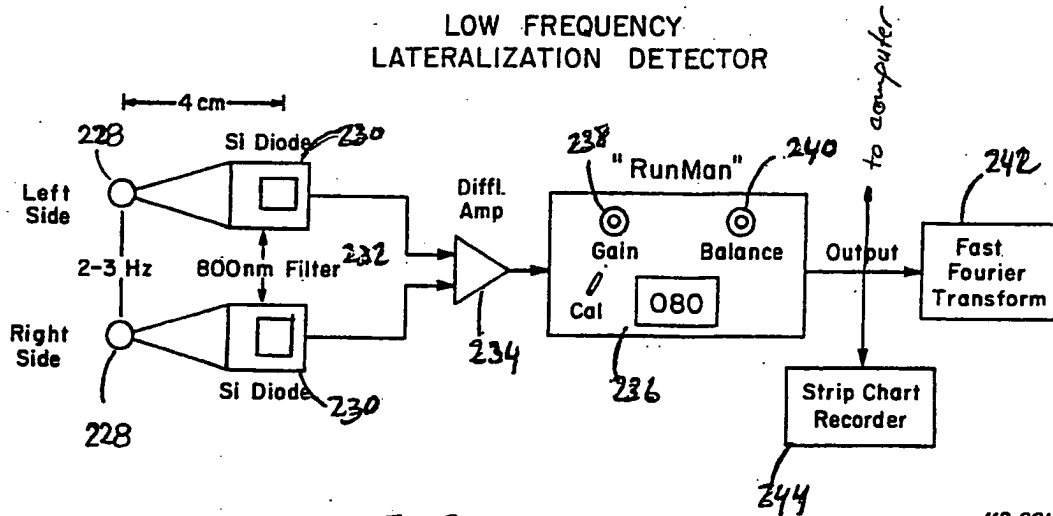 LOW FREQUENCY
LATERALIZATION DETECTOR
to computer
4 cm
228
Si Diode
230
238
"RunMan"
240
242
Left
Side
Diffl.
Amp
Gain
Balance
Output
Fast
Fourier
Transform
2-3 Hz
800nm Filter
232
Cal
080
Right
Side
234
236
Si Diode
230
228
Strip Chart
Recorder
244